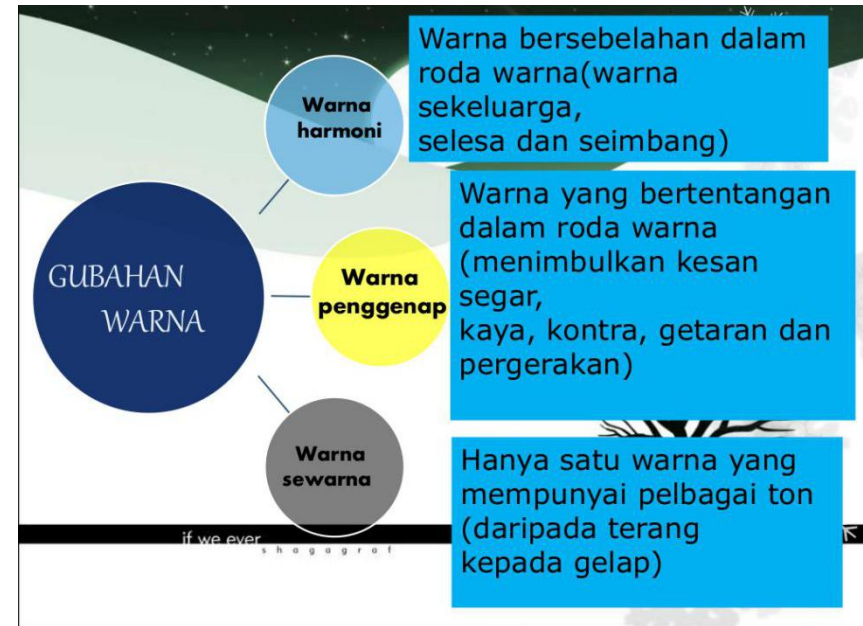 GUBAHAN
WARNA
Warna
harmoni
Warna bersebelahan dalam
roda warna(warna
sekeluarga,
selesa dan seimbang)
Warna
penggenap
Warna yang bertentangan
dalam roda warna
(menimbulkan kesan
segar,
kaya, kontra, getaran dan
pergerakan)
Warna
sewarna
Hanya satu warna yang
mempunyai pelbagai ton
(daripada terang
kepada gelap)
if we ever
shagagraf